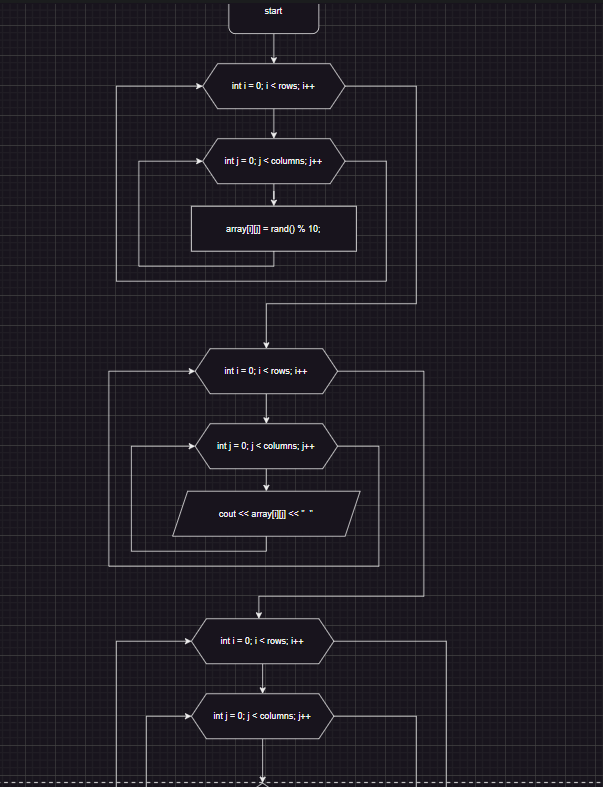 start
int i = 0; i < rows; i++
int j = 0; j < columns; j++
array[i][j] = rand() % 10;
int i = 0; i < rows; i++
int j = 0; j < columns; j++
cout << array[i][j] << "  "
int i = 0; i < rows; i++
int j = 0; j < columns; j++